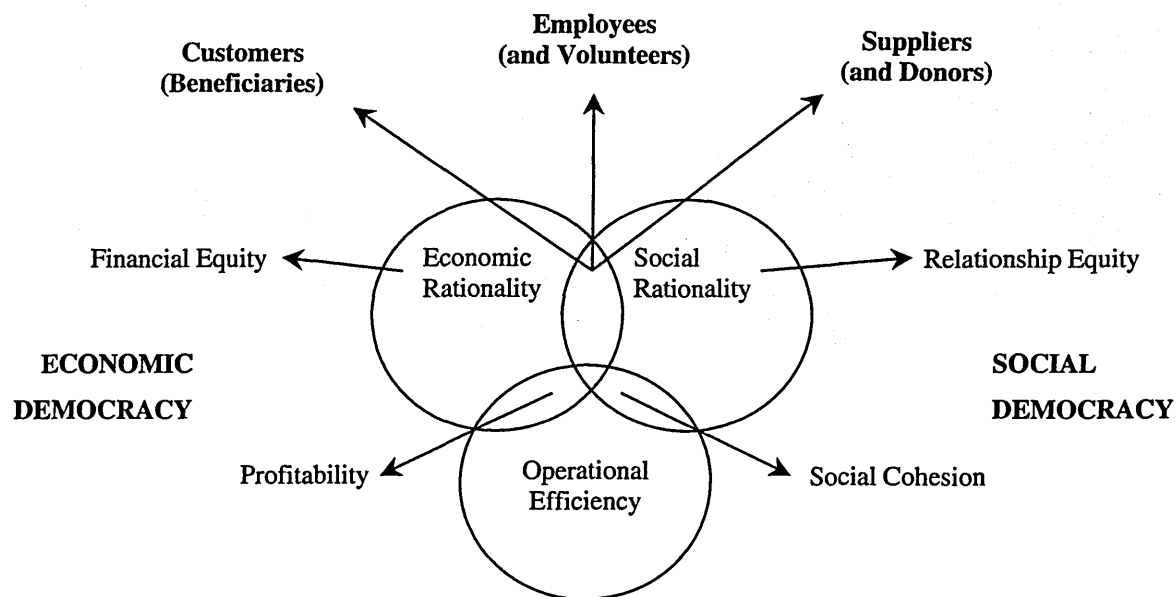 Customers
(Beneficiaries)
Employees
(and Volunteers)
Suppliers
(and Donors)
Financial Equity
Economic
Rationality
Social
Rationality
Relationship Equity
ECONOMIC
DEMOCRACY
SOCIAL
DEMOCRACY
Profitability
Operational
Efficiency
Social Cohesion